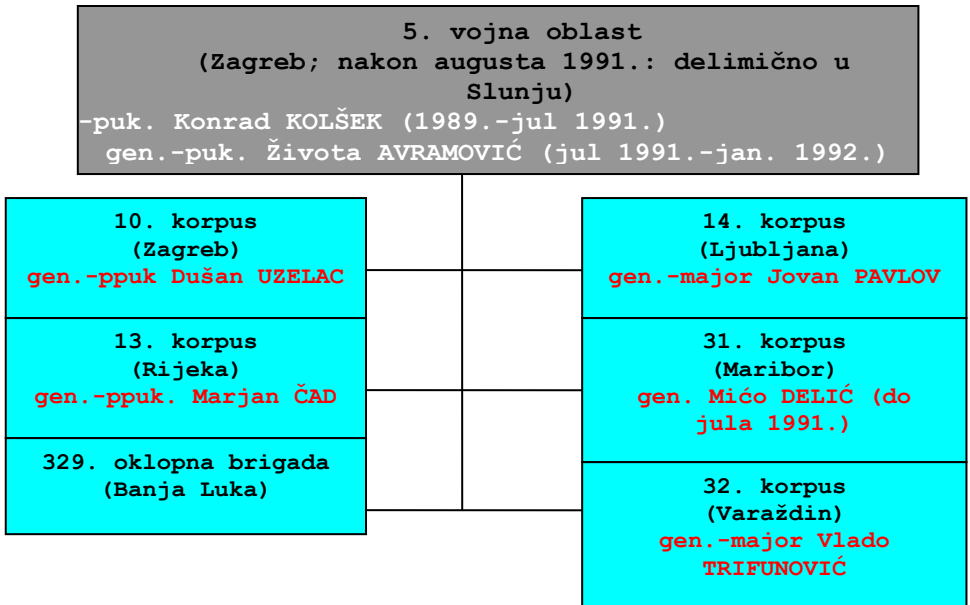 5. vojna oblast
(Zagreb; nakon augusta 1991.: delimično u
Slunju)
-puk. Konrad KOLŠEK (1989.-jul 1991.)
gen.-puk. Života AVRAMOVIĆ (jul 1991.-jan. 1992.)
10. korpus
(Zagreb)
gen.-ppuk Dušan UZELAC
13. korpus
(Rijeka)
gen.-ppuk. Marjan ČAD
329. oklopna brigada
(Banja Luka)
14. korpus
(Ljubljana)
gen.-major Jovan PAVLOV
31. korpus
(Maribor)
gen. Mićo DELIĆ (do
jula 1991.)
32. korpus
(Varaždin)
gen.-major Vlado
TRIFUNOVIĆ